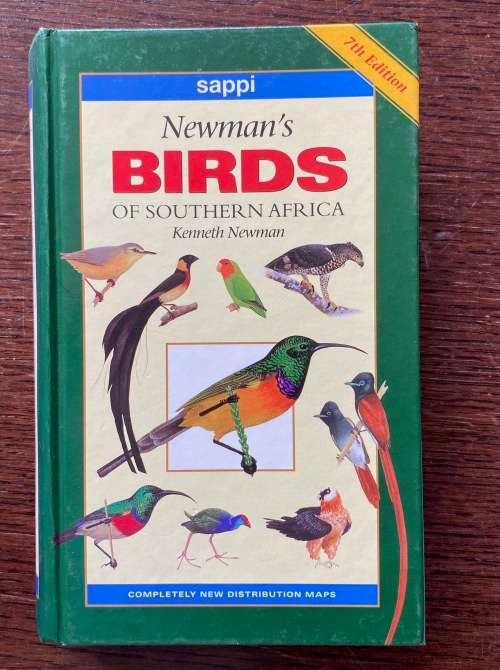 7th Edition
sappi
Newman's
BIRDS
OF SOUTHERN AFRICA
Kenneth Newman
COMPLETELY NEW DISTRIBUTION MAPS